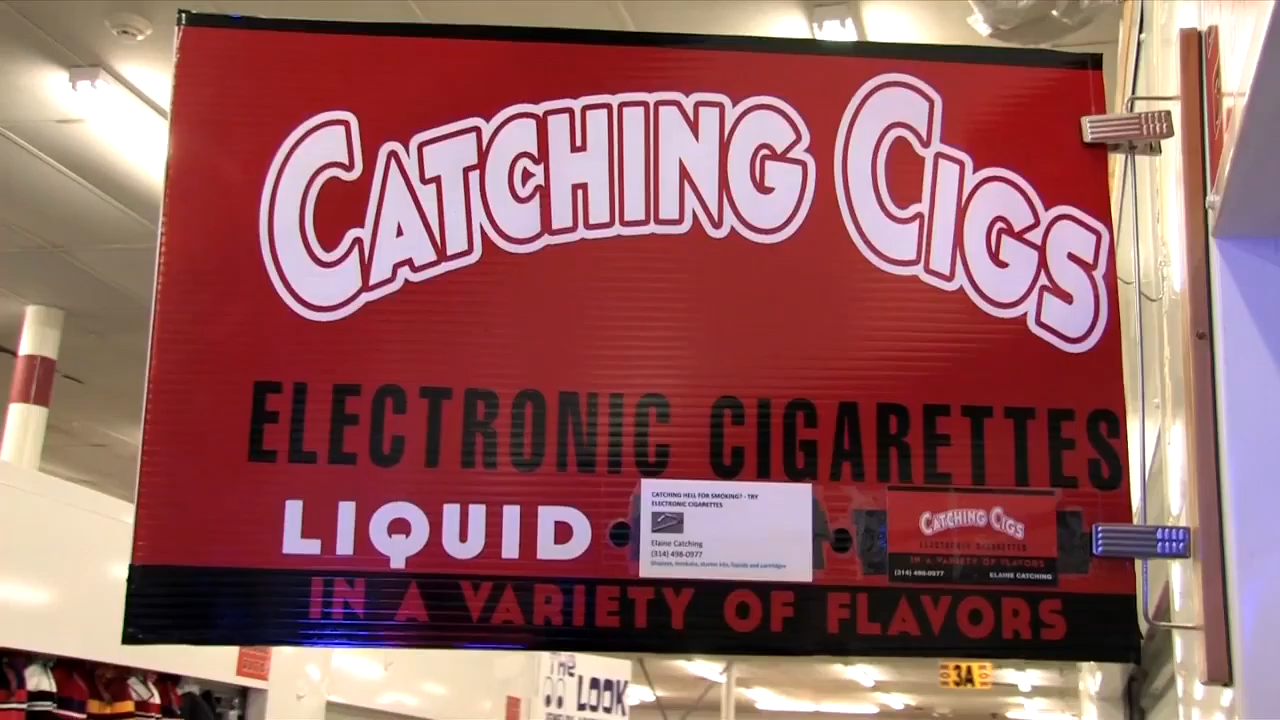 CATCHING CIGS
ELECTRONIC CIGARETTES
LIQUID
CATCHING HELL FOR SMOKING? - TRY
ELECTRONIC CIGARETTES
Elaine Catching
(314) 498-0977
CATCHING CIGS
ELECTRONIC CIGARETTES
IN A VARIETY OF FLAVORS
(314) 498-0977 ELAINE CATCHING
IN A VARIETY OF FLAVORS
THE
LOOK
3A